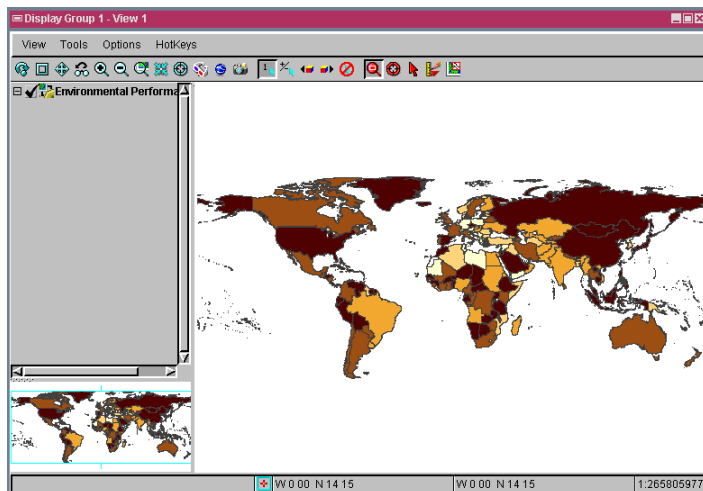 Display Group 1 - View 1
View Tools Options HotKeys
Environmental Performa
W 0 00 N 14 15 W 0 00 N 14 15 1:265805977